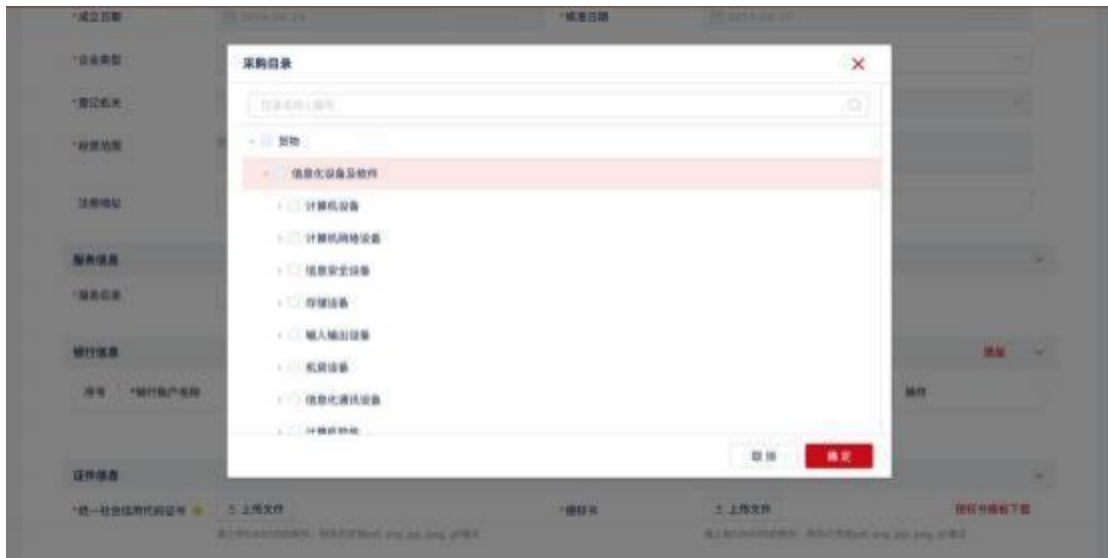 *成立日期
*核准日期
*企业类型
采购目录
*登记机关
目录名称/编号
*经营范围
货物
信息化设备及软件
注册地址
计算机设备
计算机网络设备
服务信息
信息安全设备
*服务目录
存储设备
输入输出设备
银行信息
机房设备
添加
序号 *银行账户名称
信息化通讯设备
操作
取消 确定
证件信息
*统一社会信用代码证书
上传文件
*授权书
上传文件
授权书模板下载